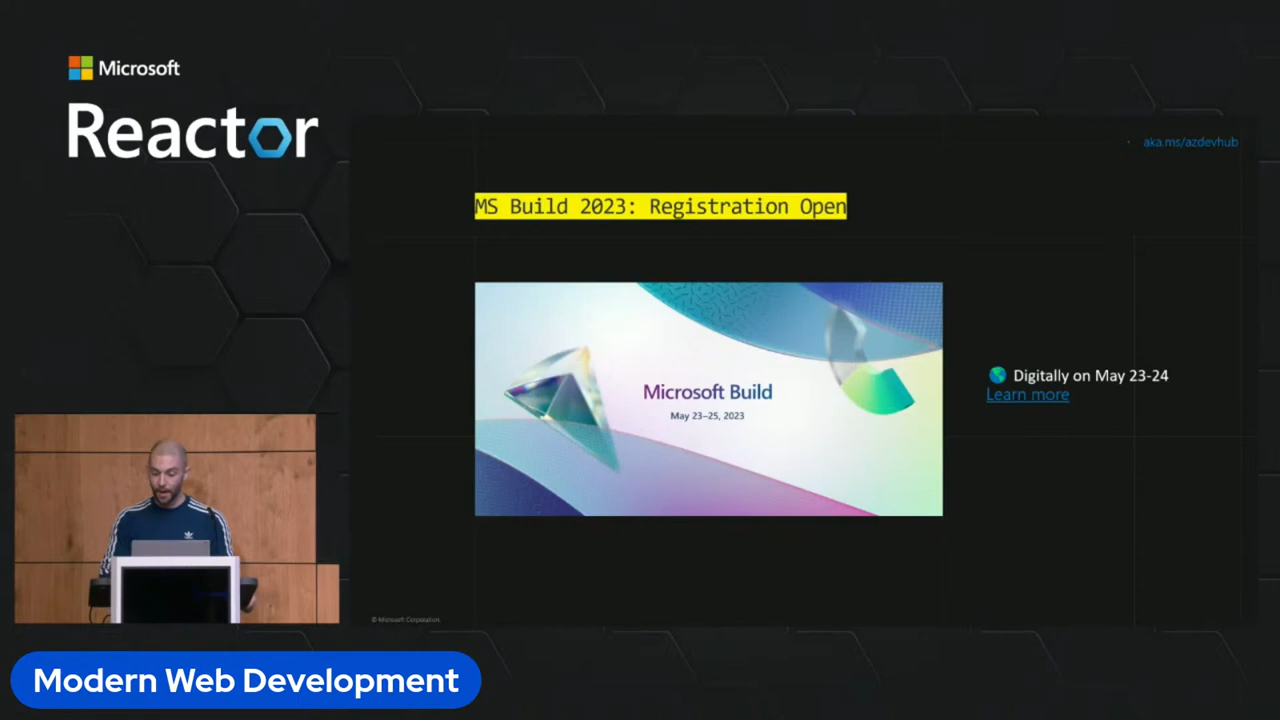 Microsoft
Reactor
aka.ms/azdevhub
MS Build 2023: Registration Open
Microsoft Build
May 23–25, 2023
Digitally on May 23-24
Learn more
© Microsoft Corporation
Modern Web Development